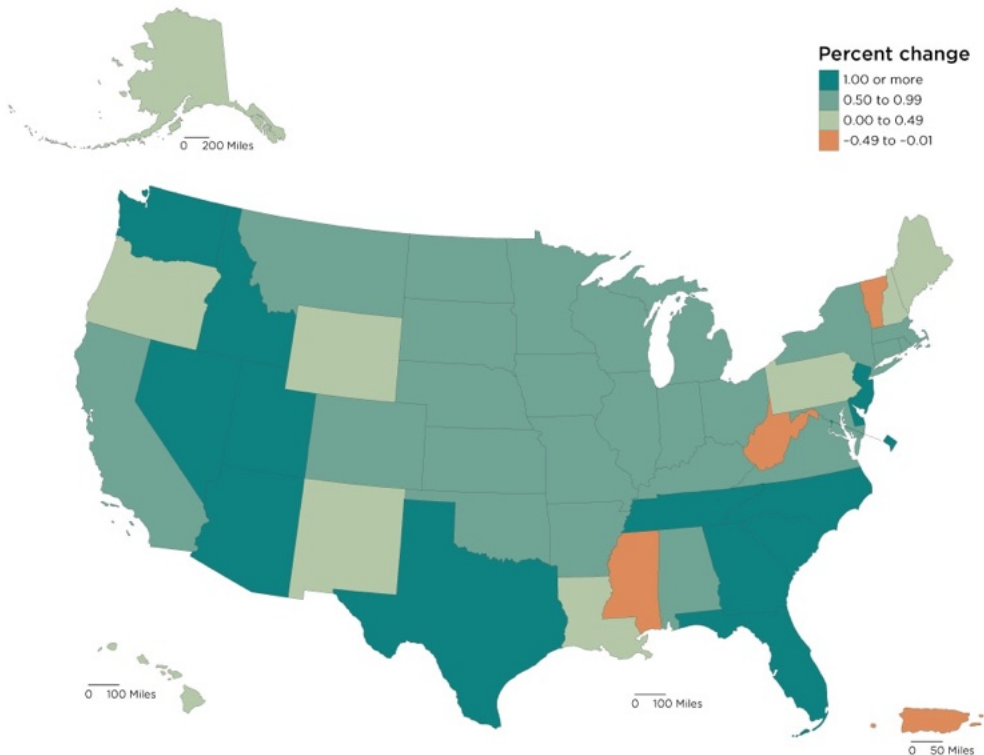 Percent change
1.00 or more
0.50 to 0.99
0.00 to 0.49
−0.49 to −0.01
0 200 Miles
0 100 Miles
0 100 Miles
0 50 Miles